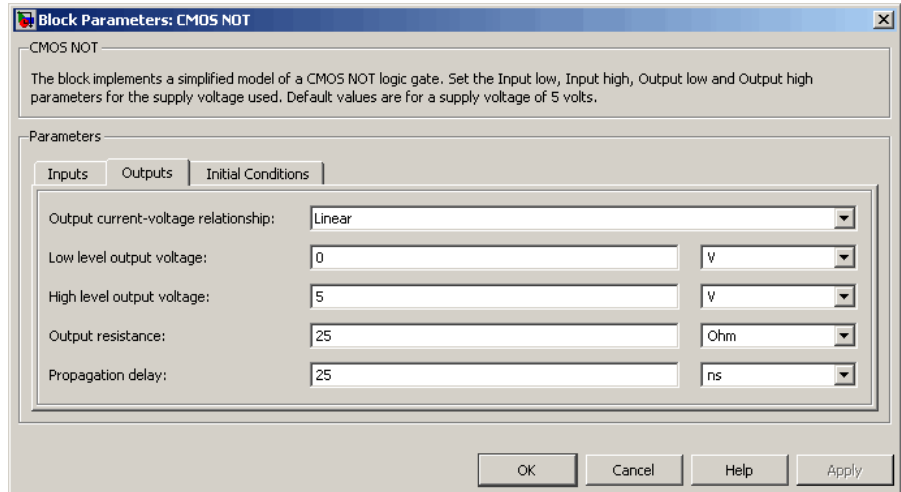 Block Parameters: CMOS NOT
CMOS NOT
The block implements a simplified model of a CMOS NOT logic gate. Set the Input low, Input high, Output low and Output high
parameters for the supply voltage used. Default values are for a supply voltage of 5 volts.
Parameters
Inputs Outputs Initial Conditions
Output current-voltage relationship: Linear
Low level output voltage: 0 V
High level output voltage: 5 V
Output resistance: 25 Ohm
Propagation delay: 25 ns
OK Cancel Help Apply